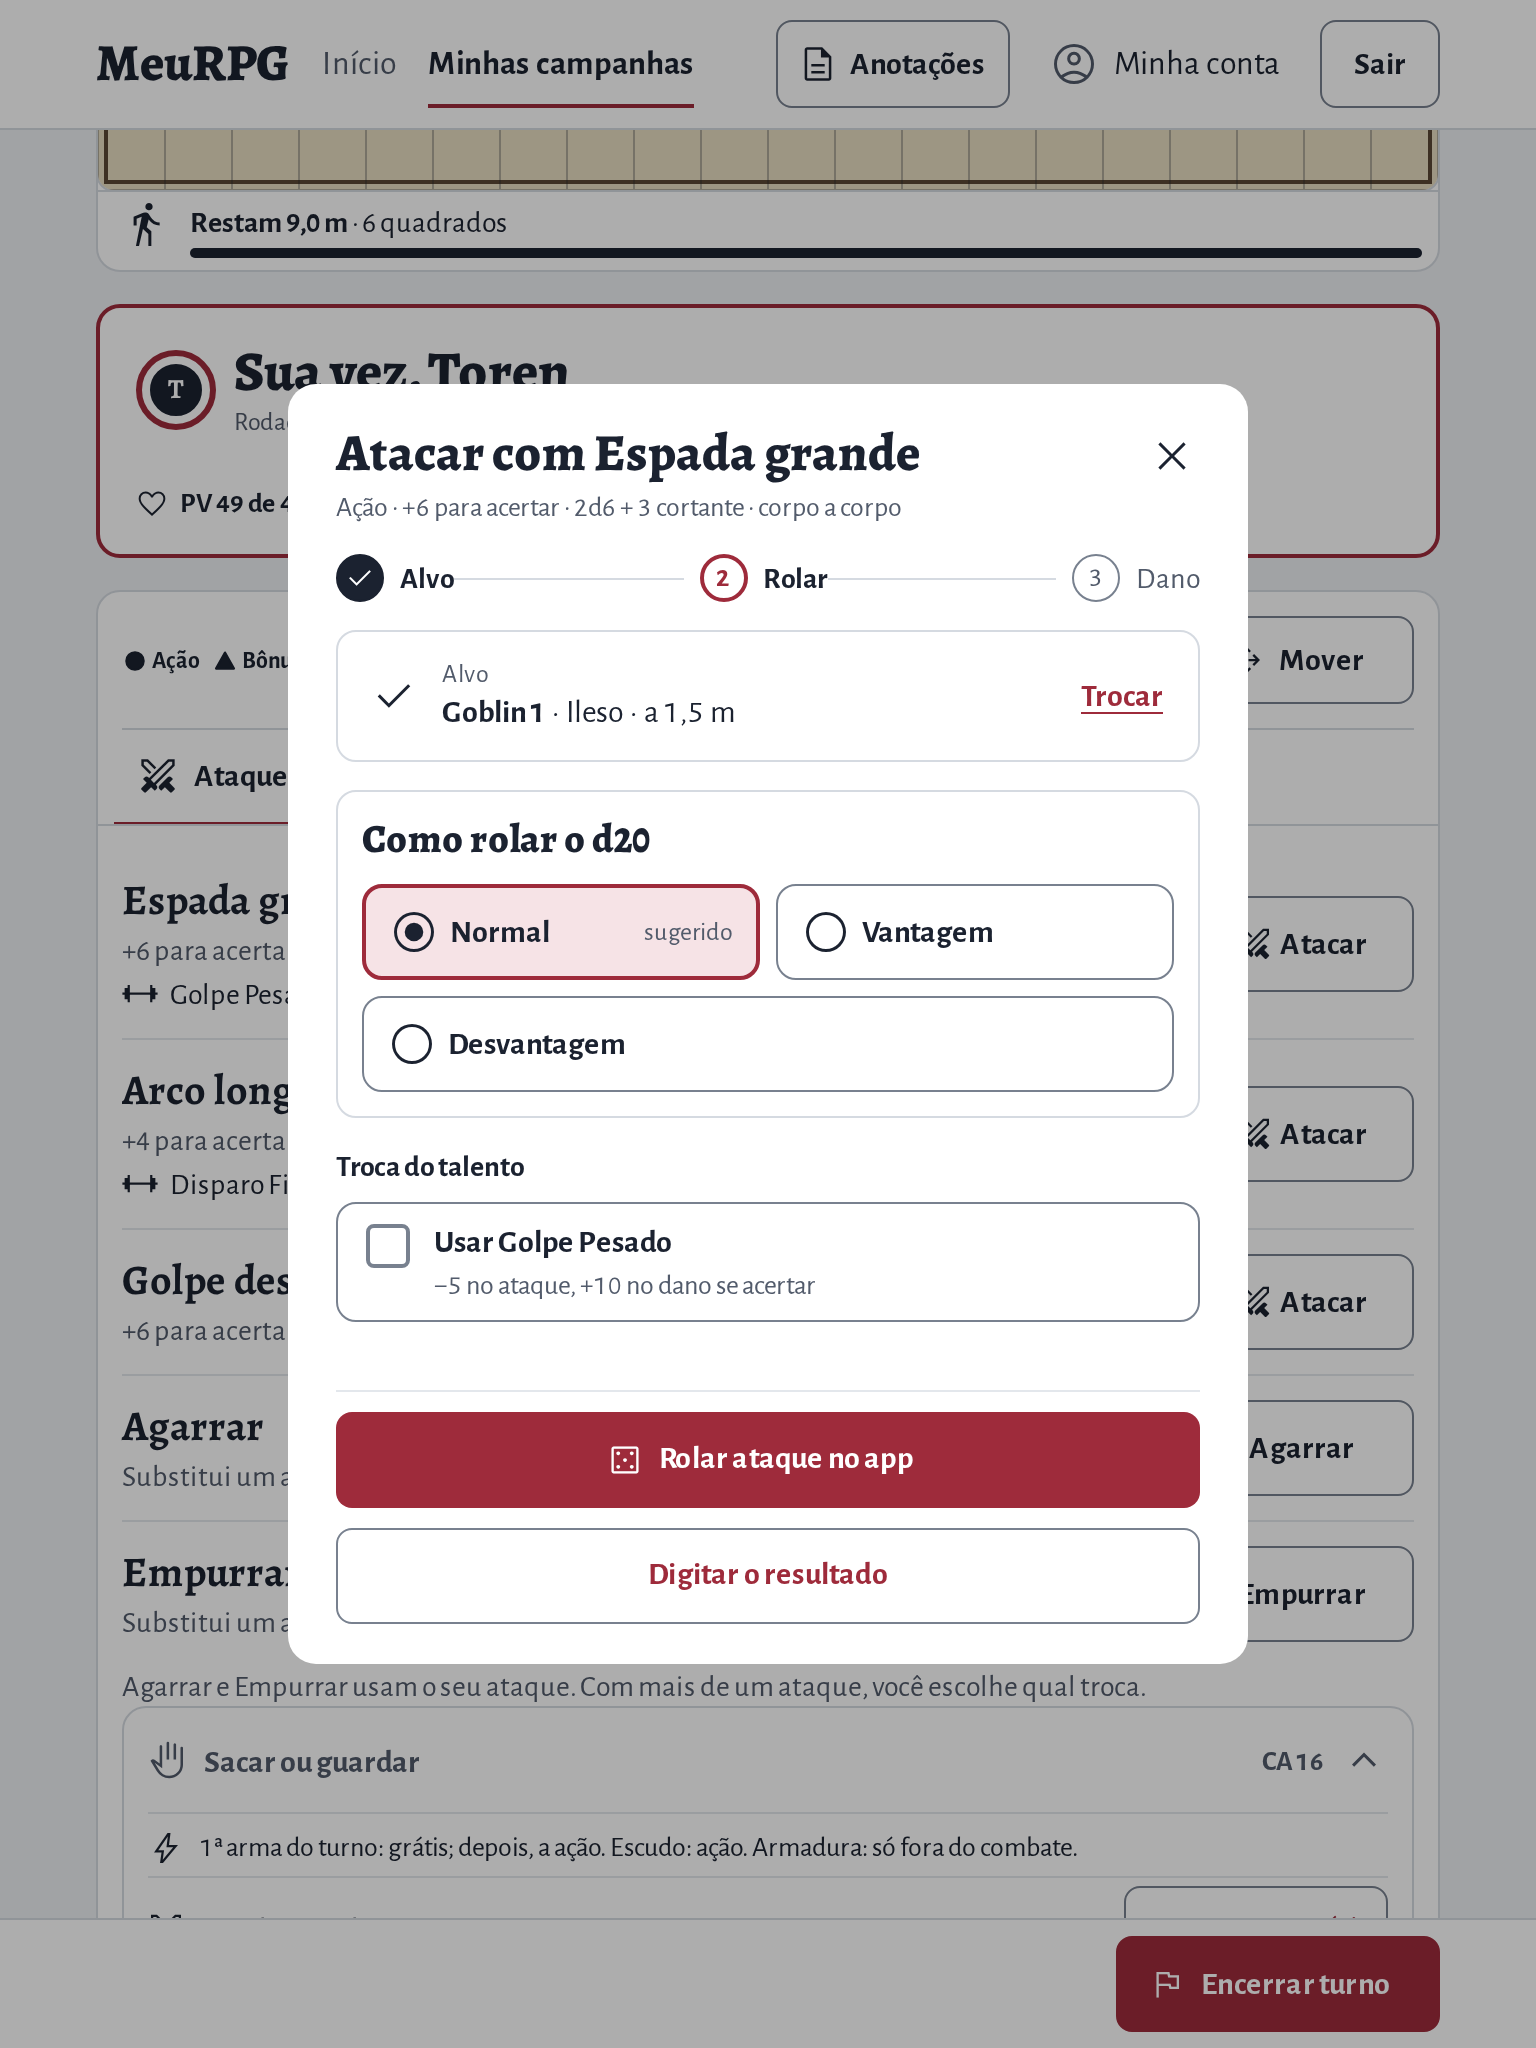 MeuRPG Início Minhas campanhas Anotações Minha conta Sair
Restam 9,0 m · 6 quadrados
T
Sua vez, Toren
PV 49 de
Atacar com Espada grande
Ação · +6 para acertar · 2d6 + 3 cortante · corpo a corpo
Alvo 2 Rolar 3 Dano
Alvo
Goblin 1 · Ileso · a 1,5 m
Trocar
Como rolar o d20
Normal sugerido
Vantagem
Desvantagem
Troca do talento
Usar Golpe Pesado
−5 no ataque, +10 no dano se acertar
Rolar ataque no app
Digitar o resultado
Ação
Mover
Ataque
Espada
+6 para acerta
Golpe
Atacar
Arco
+4 para acerta
Disparo
Atacar
Golpe
+6 para acerta
Atacar
Agarrar
Substitui um a
Agarrar
Empurrar
Substitui um a
Empurrar
Agarrar e Empurrar usam o seu ataque. Com mais de um ataque, você escolhe qual troca.
Sacar ou guardar
CA 16
1ª arma do turno: grátis; depois, a ação. Escudo: ação. Armadura: só fora do combate.
Encerrar turno